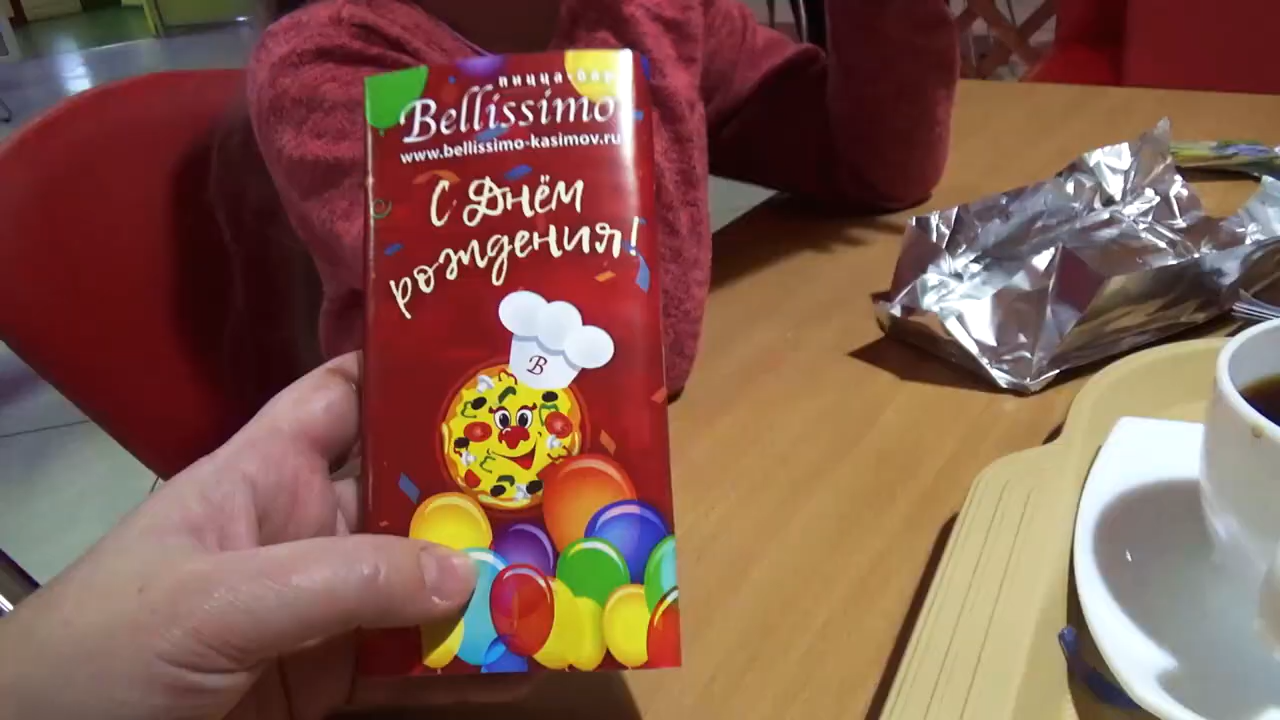 пицца-бар
Bellissimo
www.bellissimo-kasimov.ru
С Днём
рождения!
B